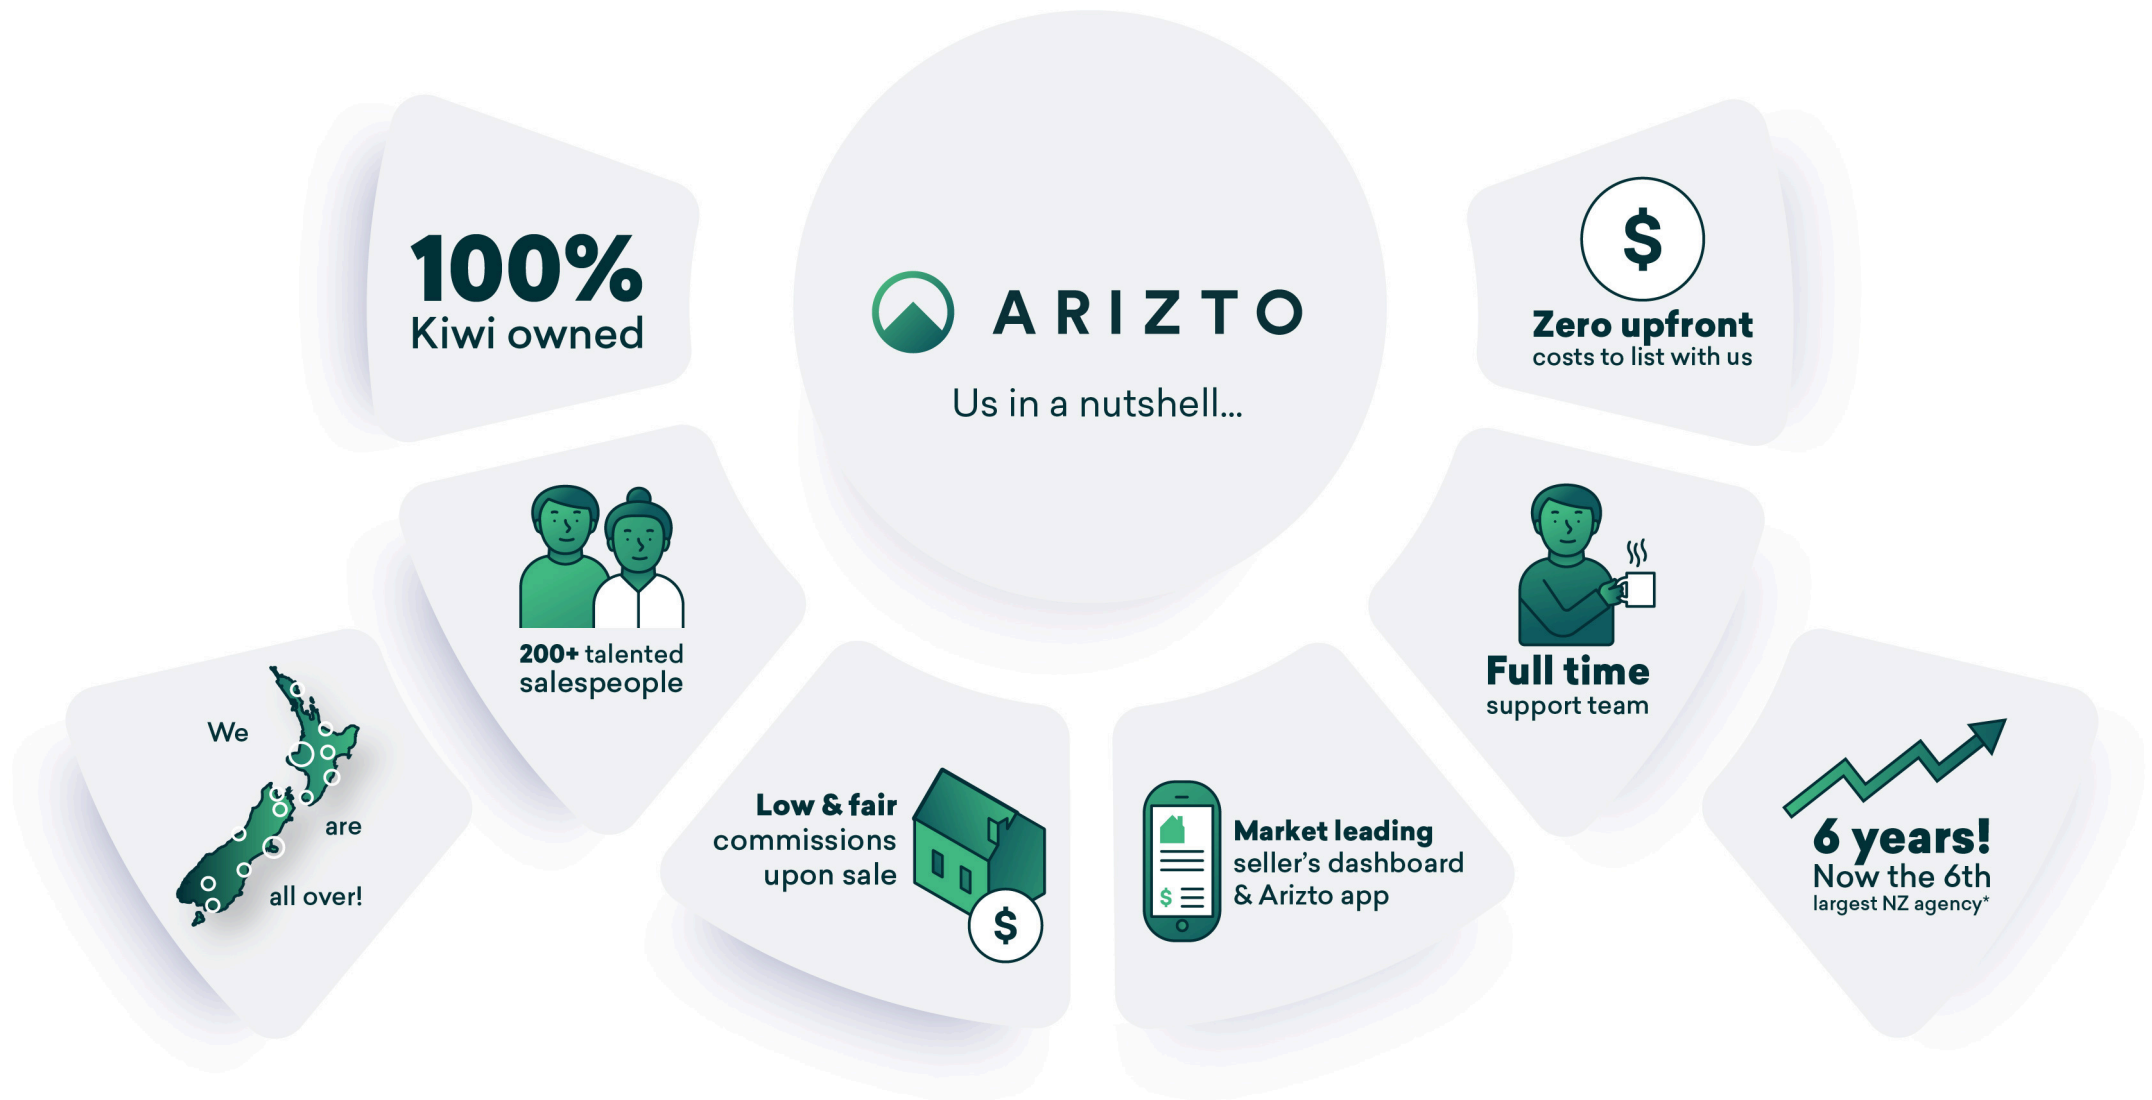 ARIZTO
Us in a nutshell...
100%
Kiwi owned
$
Zero upfront
costs to list with us
200+ talented
salespeople
Full time
support team
We
are
all over!
Low & fair
commissions
upon sale
$
$
Market leading
seller's dashboard
& Arizto app
6 years!
Now the 6th
largest NZ agency*